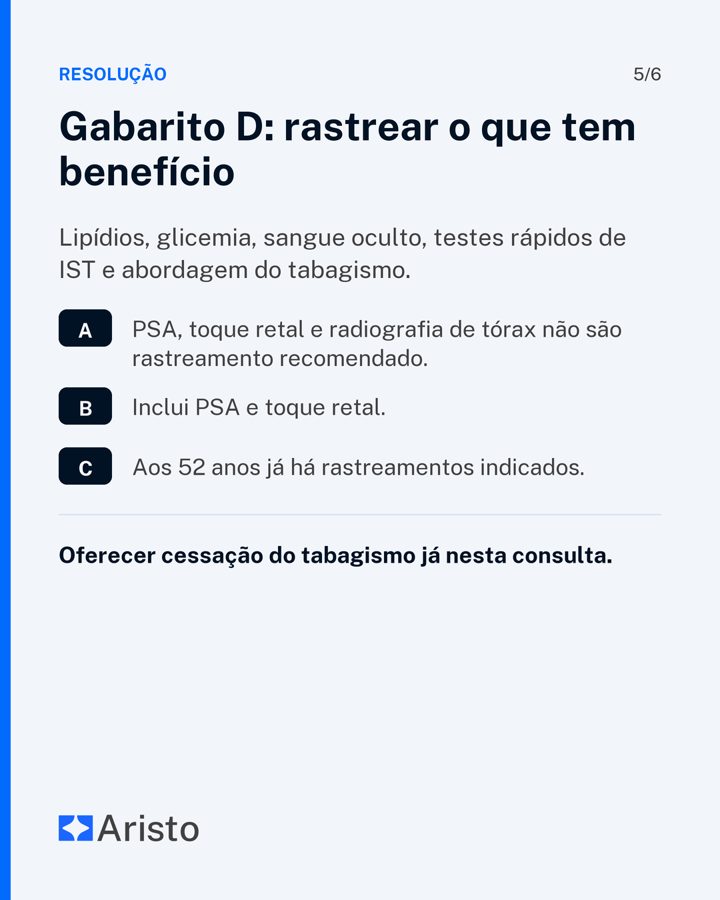 RESOLUÇÃO
5/6
Gabarito D: rastrear o que tem
benefício
Lipídios, glicemia, sangue oculto, testes rápidos de
IST e abordagem do tabagismo.
A PSA, toque retal e radiografia de tórax não são
rastreamento recomendado.
B Inclui PSA e toque retal.
C Aos 52 anos já há rastreamentos indicados.
Oferecer cessação do tabagismo já nesta consulta.
Aristo